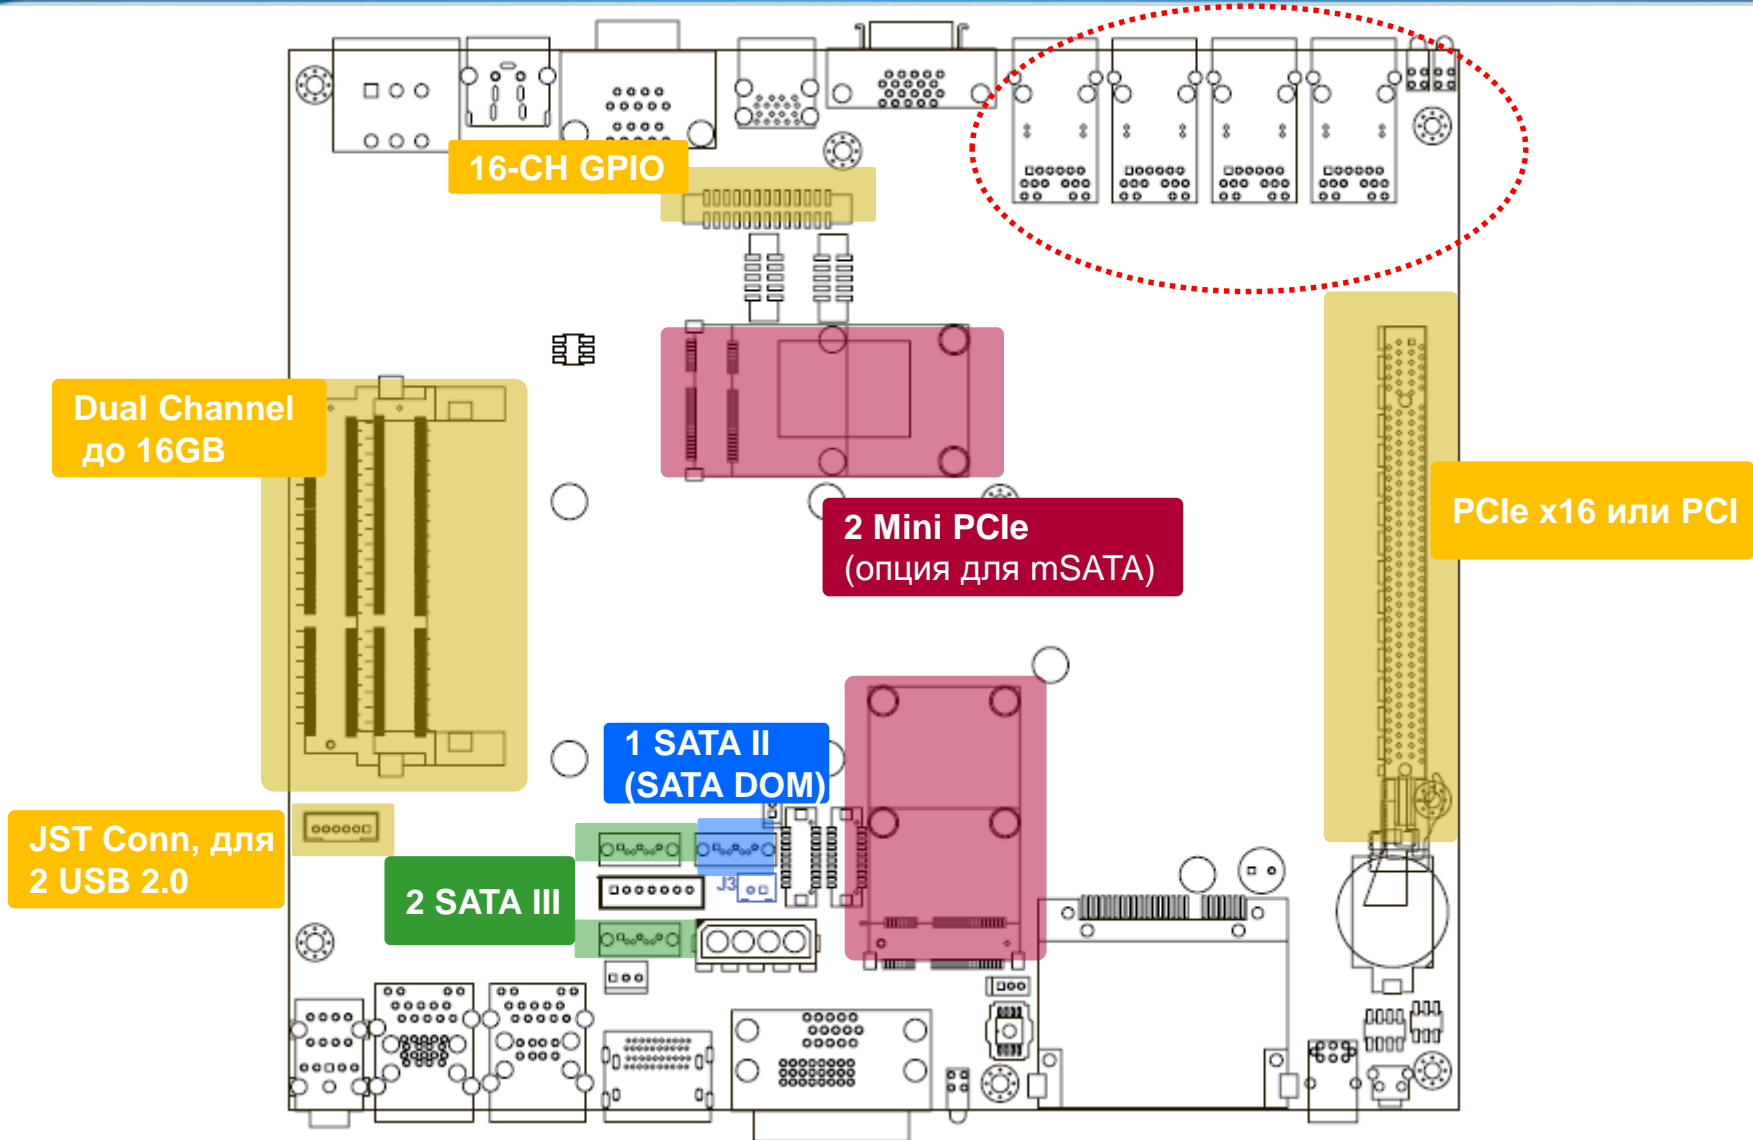 16-CH GPIO
Dual Channel
до 16GB
PCIe x16 или PCI
2 Mini PCIe
(опция для mSATA)
1 SATA II
(SATA DOM)
JST Conn, для
2 USB 2.0
2 SATA III
J3